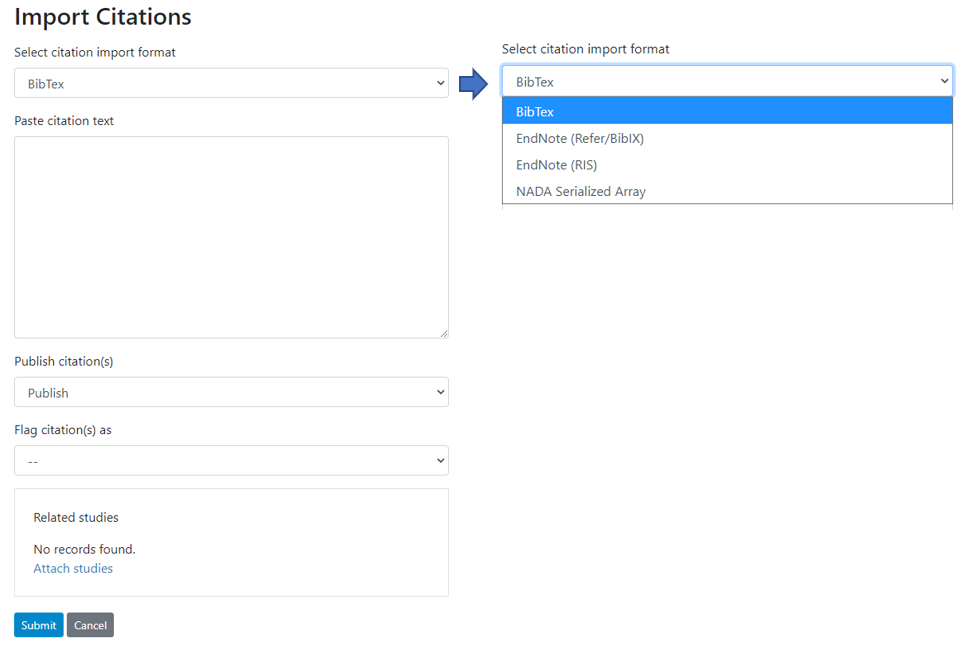 Import Citations
Select citation import format
BibTex
Paste citation text
Publish citation(s)
Publish
Flag citation(s) as
--
Related studies
No records found.
Attach studies
Submit Cancel
Select citation import format
BibTex
BibTex
EndNote (Refer/BibIX)
EndNote (RIS)
NADA Serialized Array